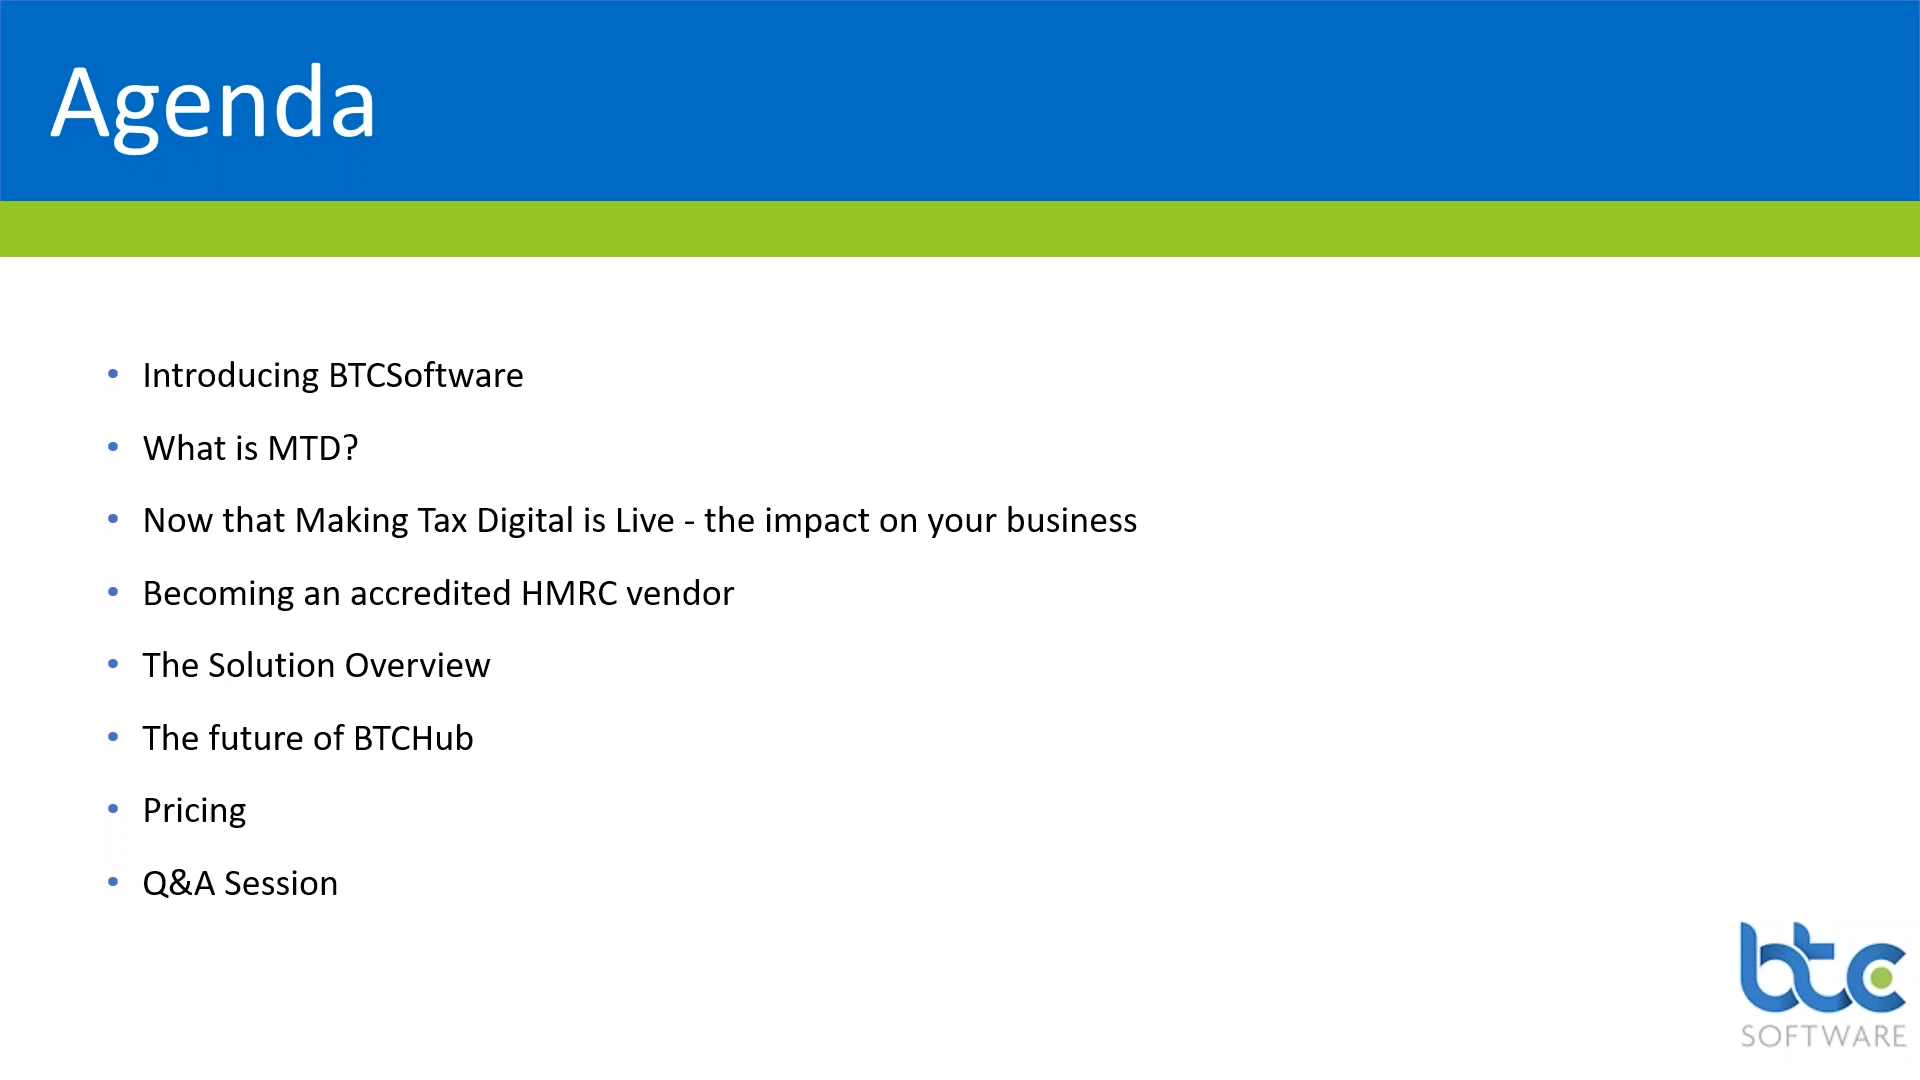 Agenda
• Introducing BTCSoftware
• What is MTD?
• Now that Making Tax Digital is Live - the impact on your business
• Becoming an accredited HMRC vendor
• The Solution Overview
• The future of BTCHub
• Pricing
• Q&A Session
btc
SOFTWARE